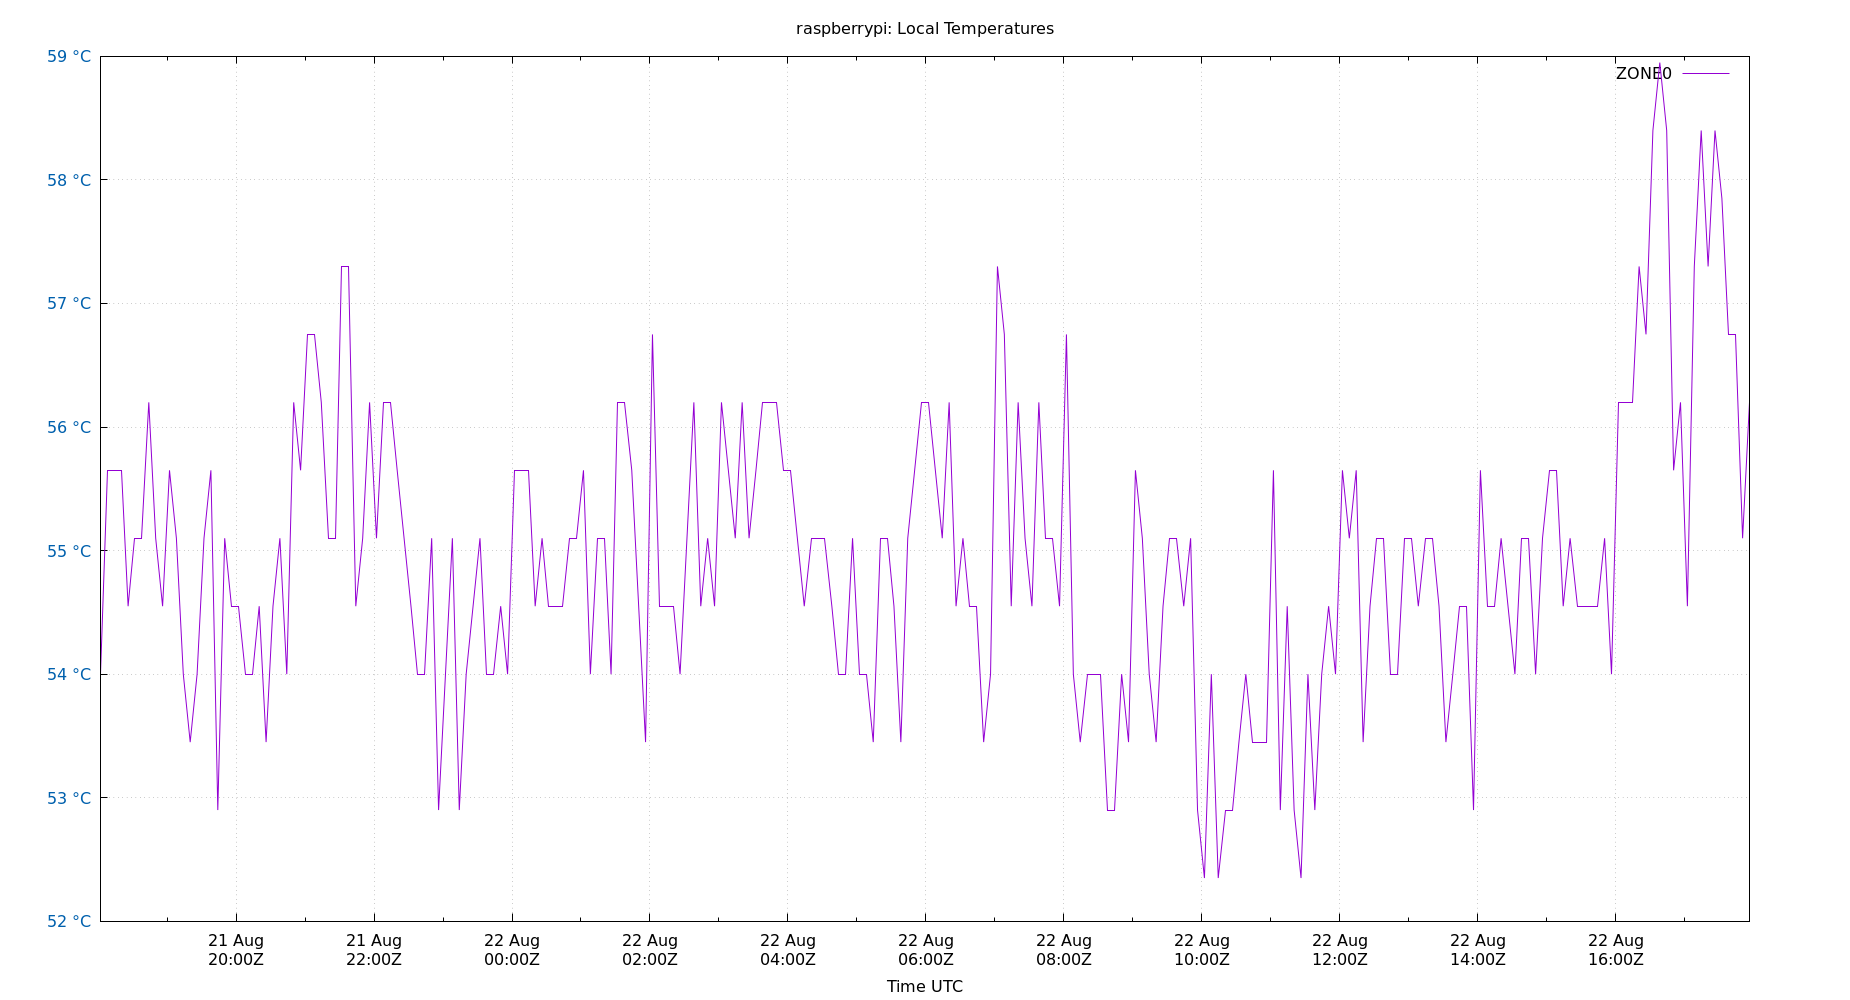 raspberrypi: Local Temperatures
59 °C
ZONE0
58 °C
57 °C
56 °C
55 °C
54 °C
53 °C
52 °C
21 Aug 21 Aug 22 Aug 22 Aug 22 Aug 22 Aug 22 Aug 22 Aug 22 Aug 22 Aug 22 Aug
20:00Z 22:00Z 00:00Z 02:00Z 04:00Z 06:00Z 08:00Z 10:00Z 12:00Z 14:00Z 16:00Z
Time UTC